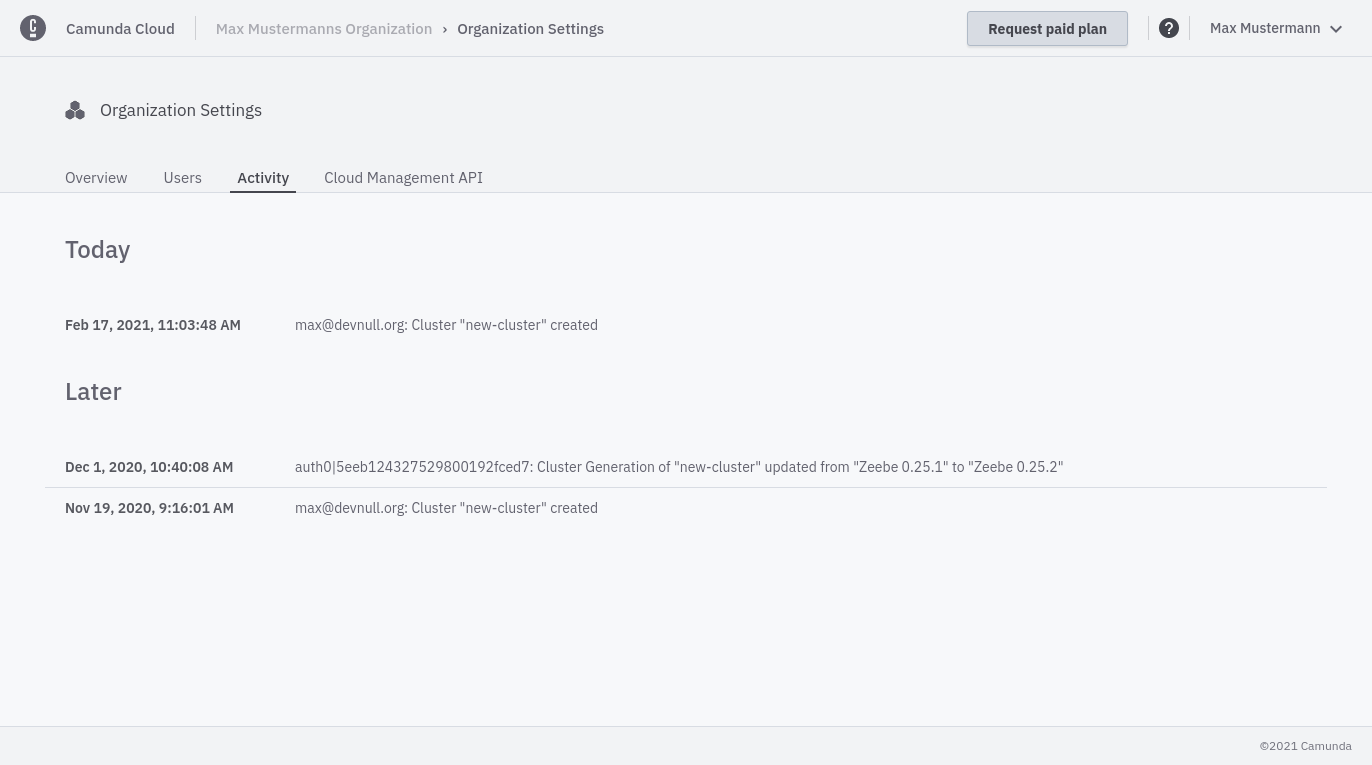 Camunda Cloud
Max Mustermanns Organization › Organization Settings
Request paid plan
?
Max Mustermann
Organization Settings
Overview Users Activity Cloud Management API
Today
Feb 17, 2021, 11:03:48 AM max@devnull.org: Cluster "new-cluster" created
Later
Dec 1, 2020, 10:40:08 AM auth0|5eeb124327529800192fced7: Cluster Generation of "new-cluster" updated from "Zeebe 0.25.1" to "Zeebe 0.25.2"
Nov 19, 2020, 9:16:01 AM max@devnull.org: Cluster "new-cluster" created
©2021 Camunda